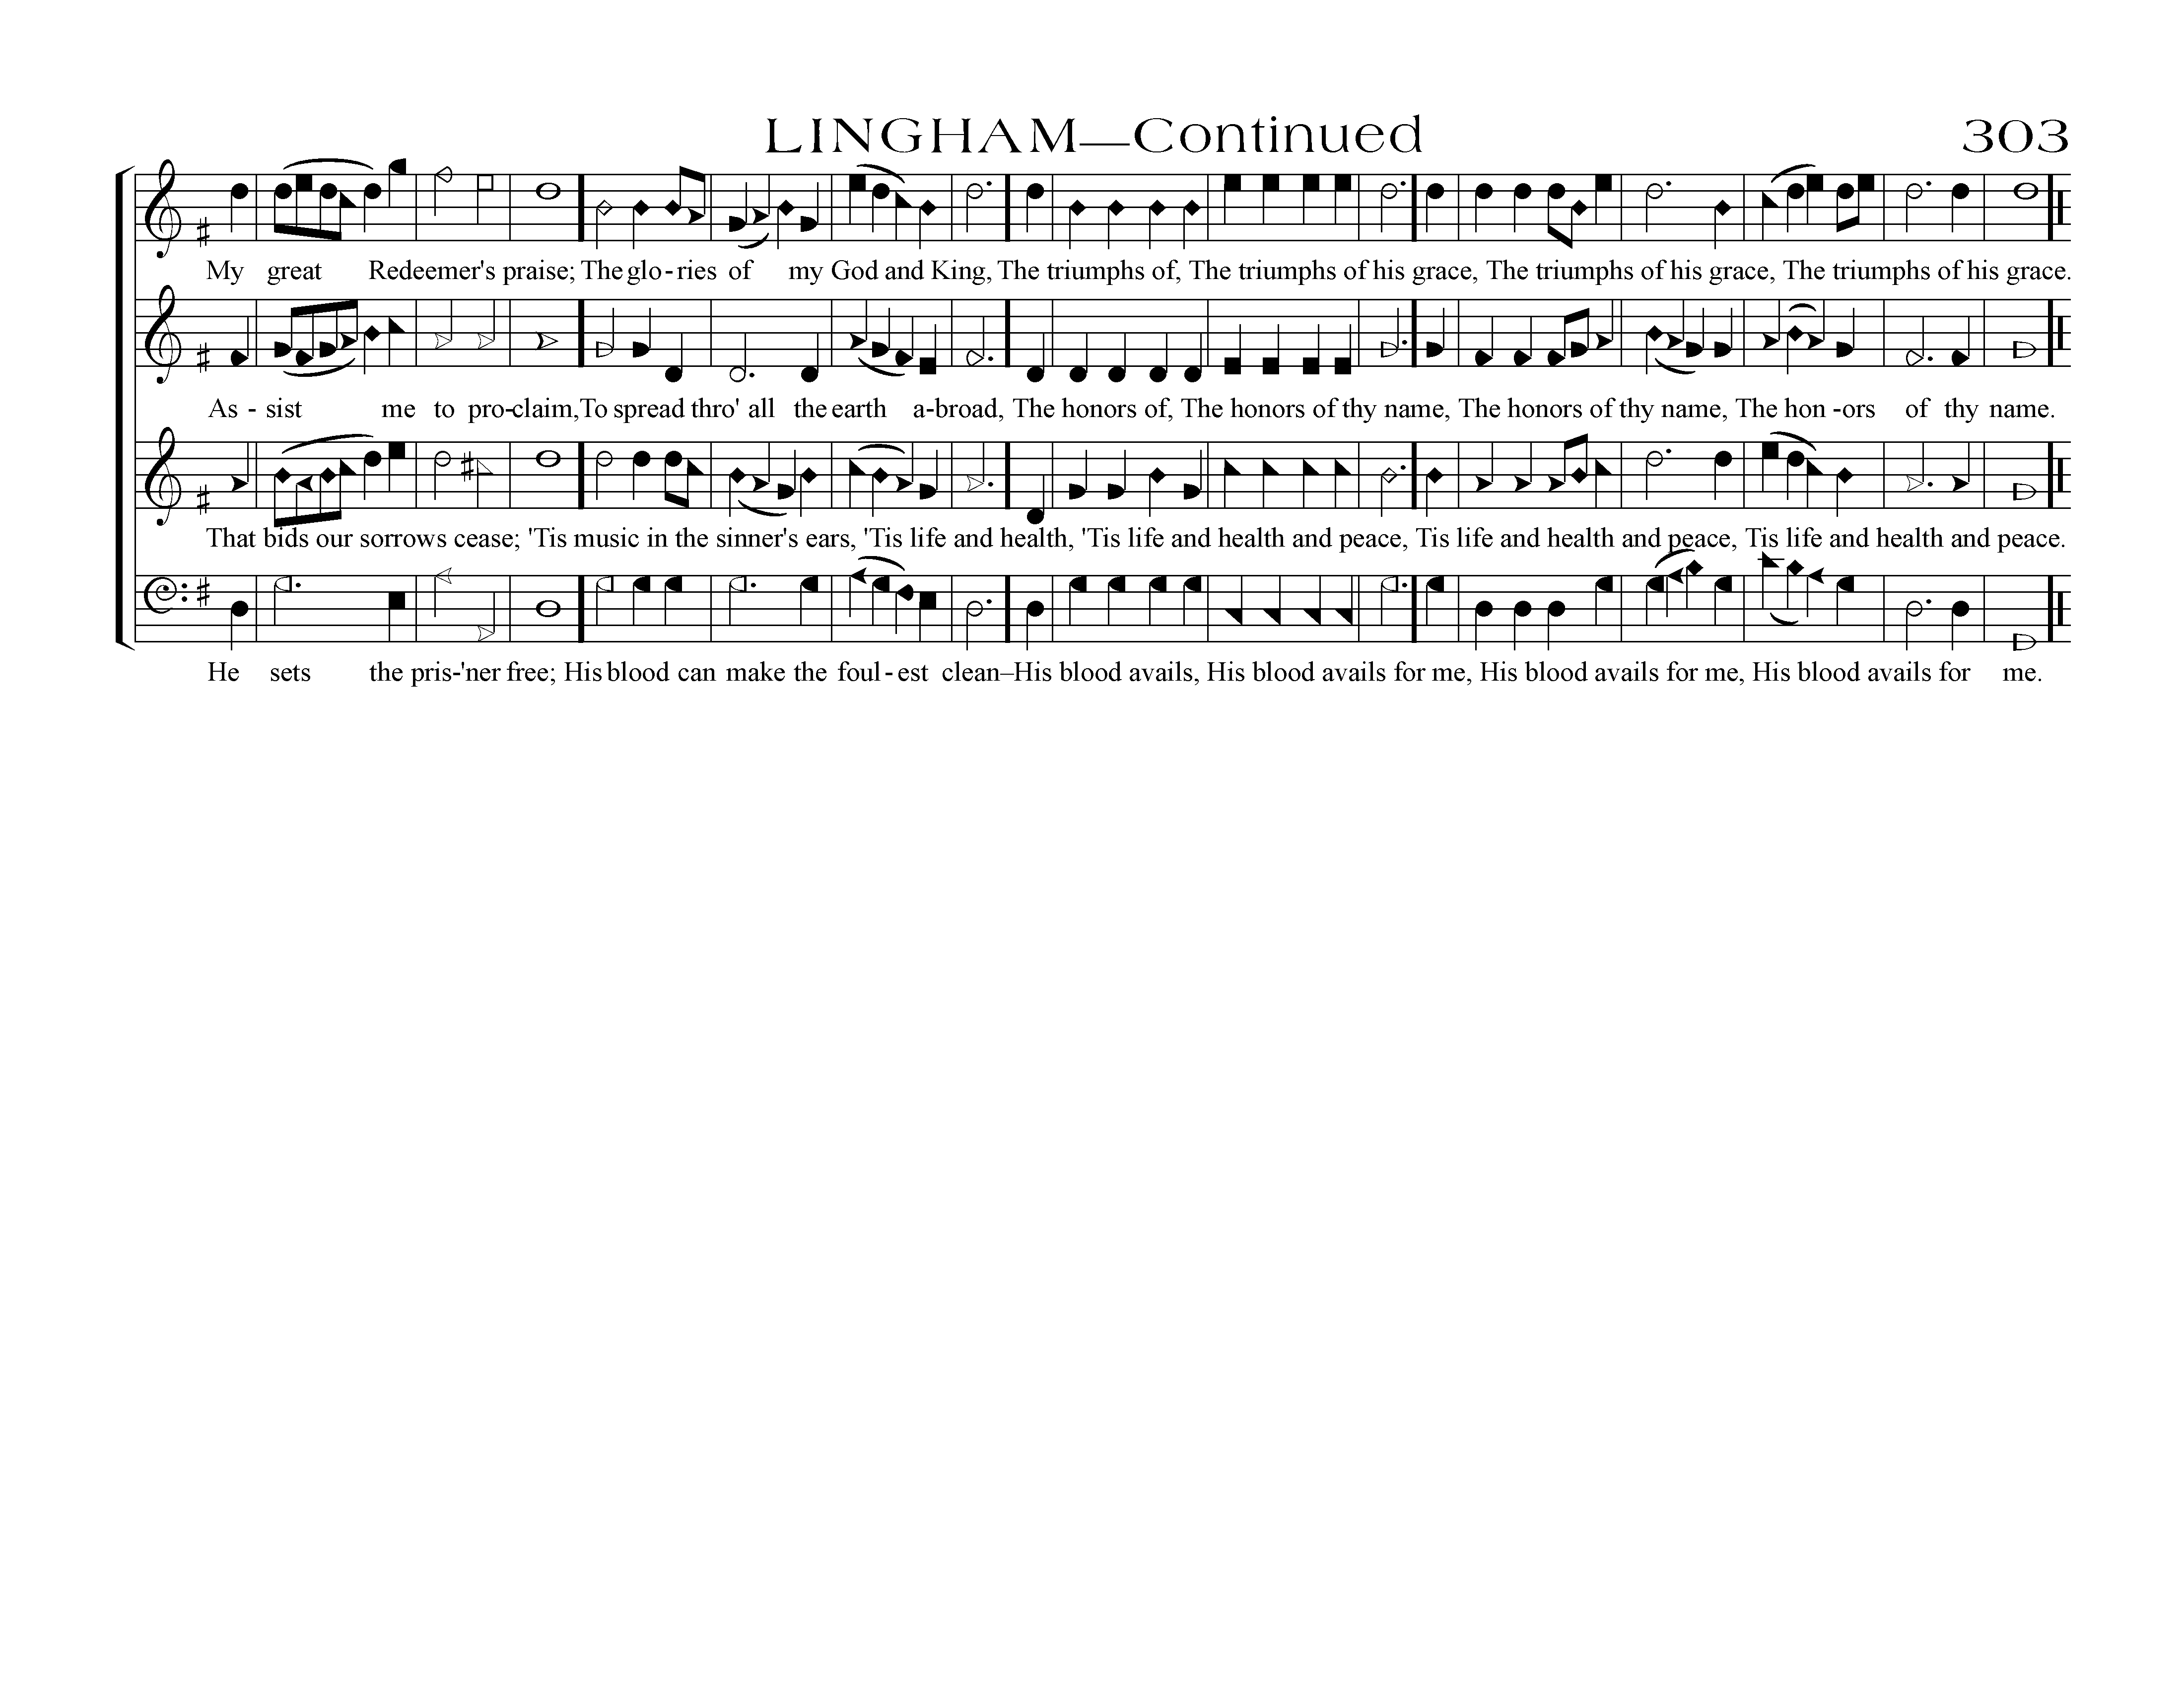 LINGHAM—Continued 303
My great Redeemer's praise; The glo - ries of my God and King, The triumphs of, The triumphs of his grace, The triumphs of his grace, The triumphs of his grace.
As - sist me to pro-claim, To spread thro' all the earth a-broad, The honors of, The honors of thy name, The honors of thy name, The hon -ors of thy name.
That bids our sorrows cease; 'Tis music in the sinner's ears, 'Tis life and health, 'Tis life and health and peace, Tis life and health and peace, Tis life and health and peace.
He sets the pris-'ner free; His blood can make the foul - est clean–His blood avails, His blood avails for me, His blood avails for me, His blood avails for me.